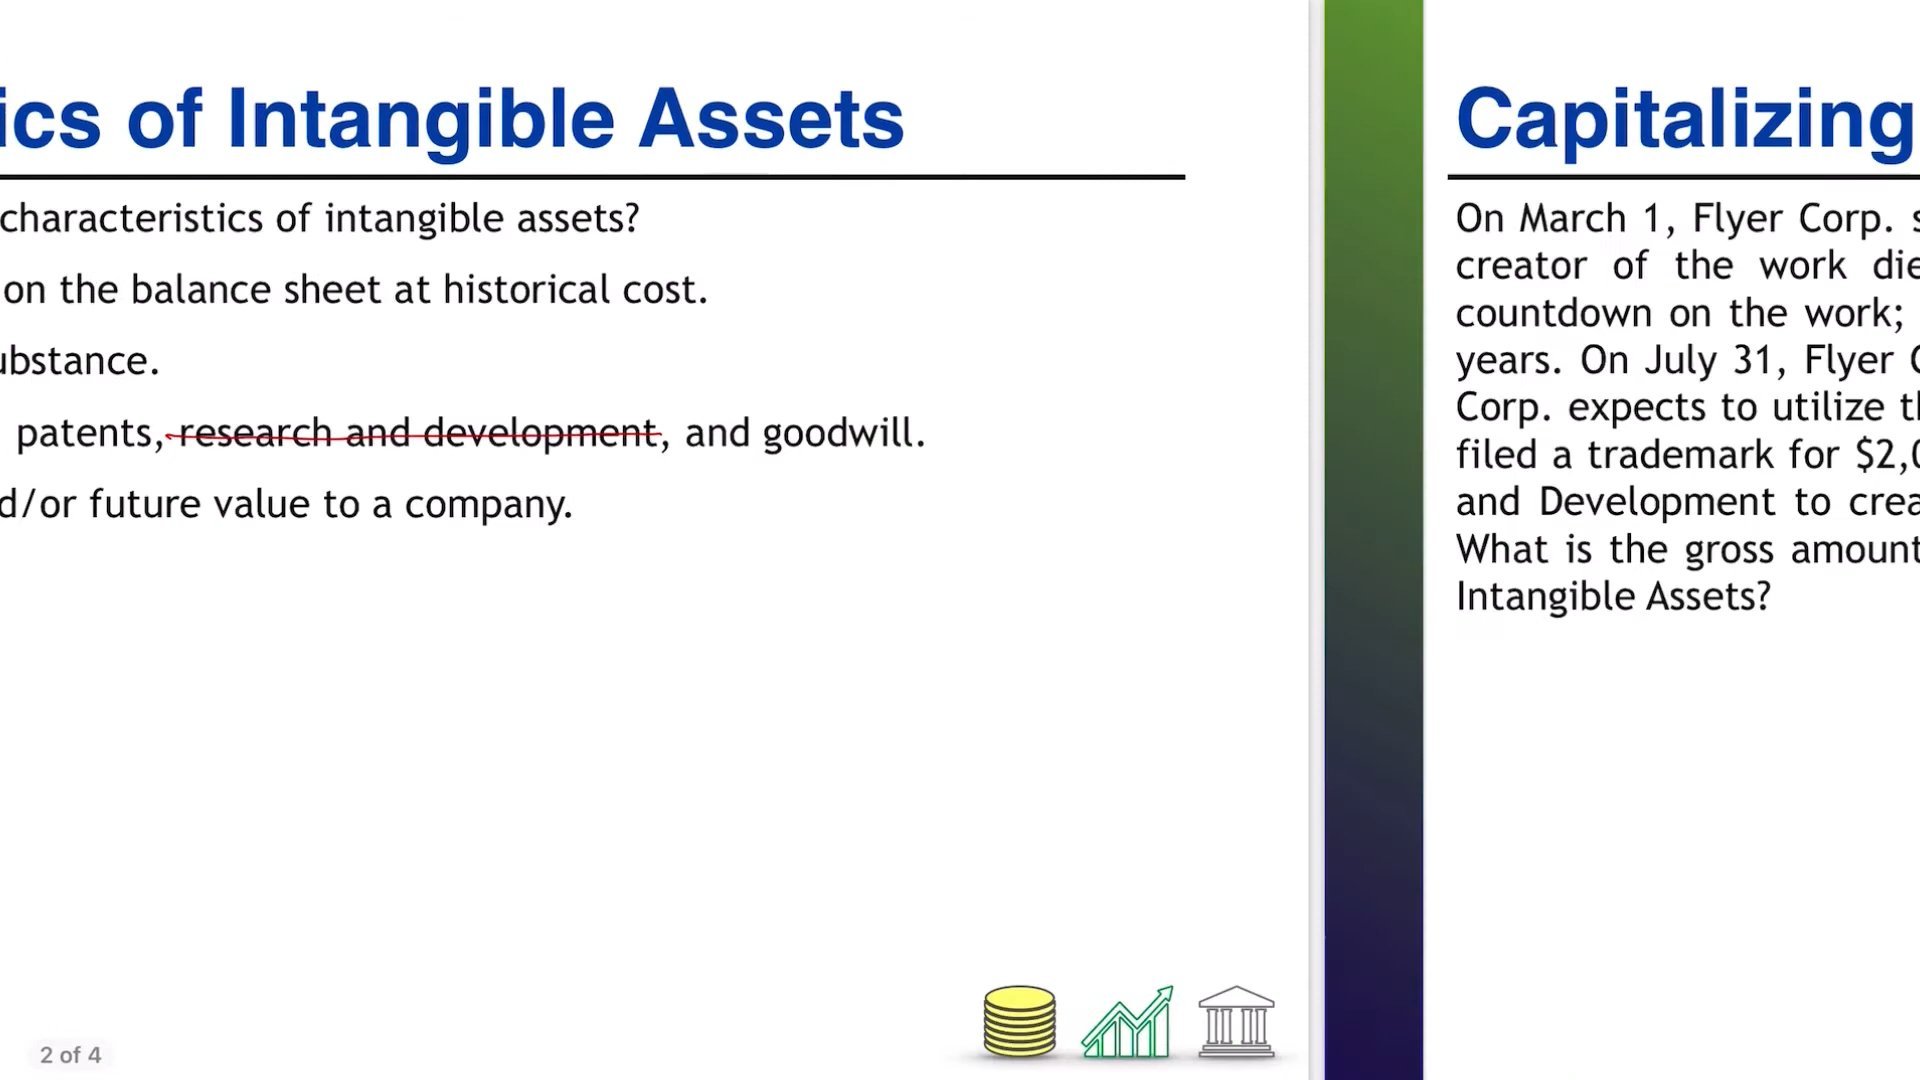 ics of Intangible Assets
characteristics of intangible assets?
on the balance sheet at historical cost.
ubstance.
patents, research and development, and goodwill.
d/or future value to a company.
2 of 4
Capitalizing
On March 1, Flyer Corp. s
creator of the work die
countdown on the work;
years. On July 31, Flyer C
Corp. expects to utilize th
filed a trademark for $2,0
and Development to crea
What is the gross amount
Intangible Assets?